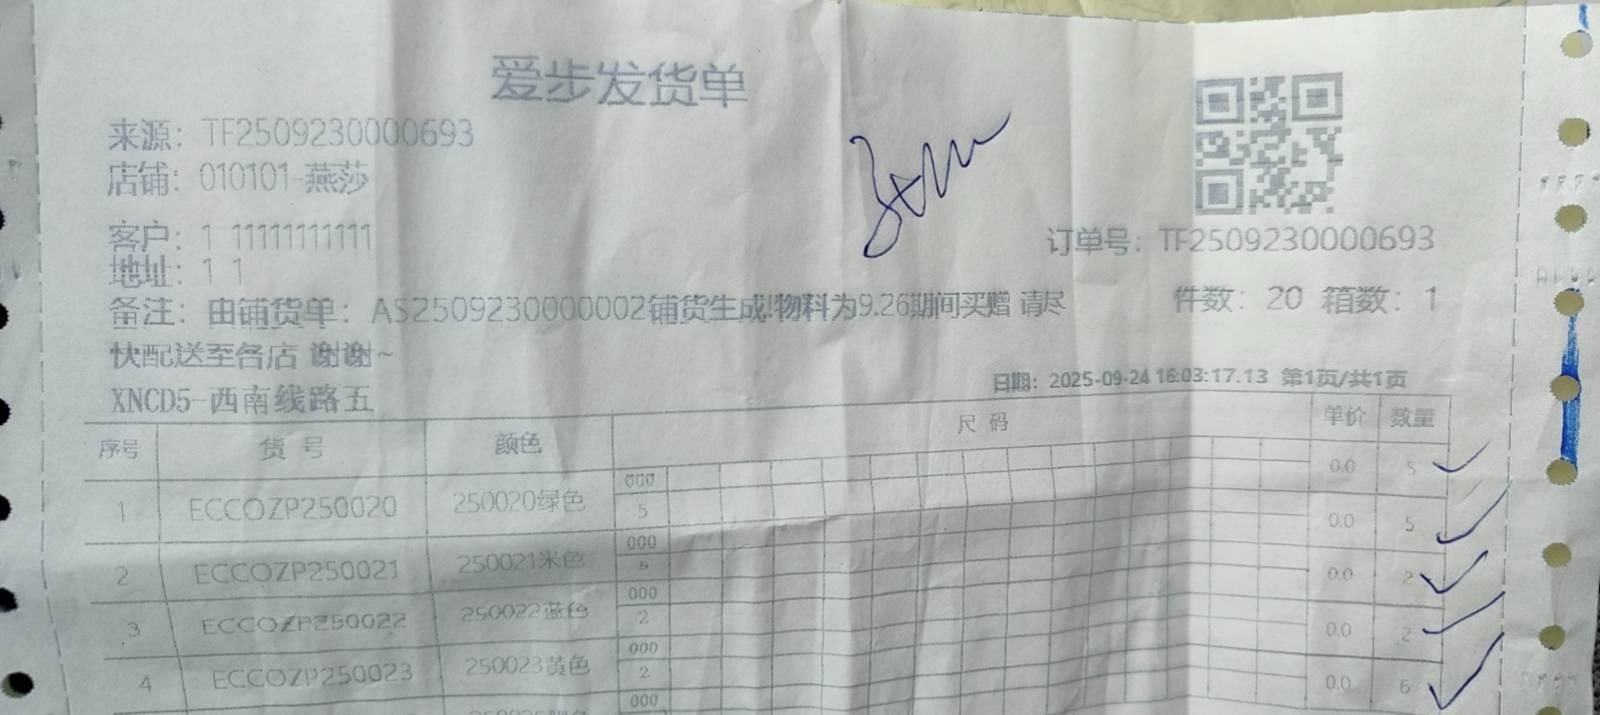 爱步发货单
来源：TF2509230000693
店铺：010101-燕莎
客户：1 11111111111
地址：1 1
订单号：TF2509230000693
备注：由铺货单：AS2509230000002铺货生成!物料为9.26期间买赠 请尽
件数：20 箱数：1
快配送至各店 谢谢~
XNCD5-西南线路五
日期：2025-09-24 16:03:17.13 第1页/共1页
序号 货号 颜色 尺码 单价 数量
000
1 ECCOZP250020 250020绿色 5 0.0 5
000
2 ECCOZP250021 250021米色 5 0.0 5
000
3 ECCOZP250022 250022蓝色 2 0.0 2
000
4 ECCOZP250023 250023黄色 2 0.0 2
000
0.0 6